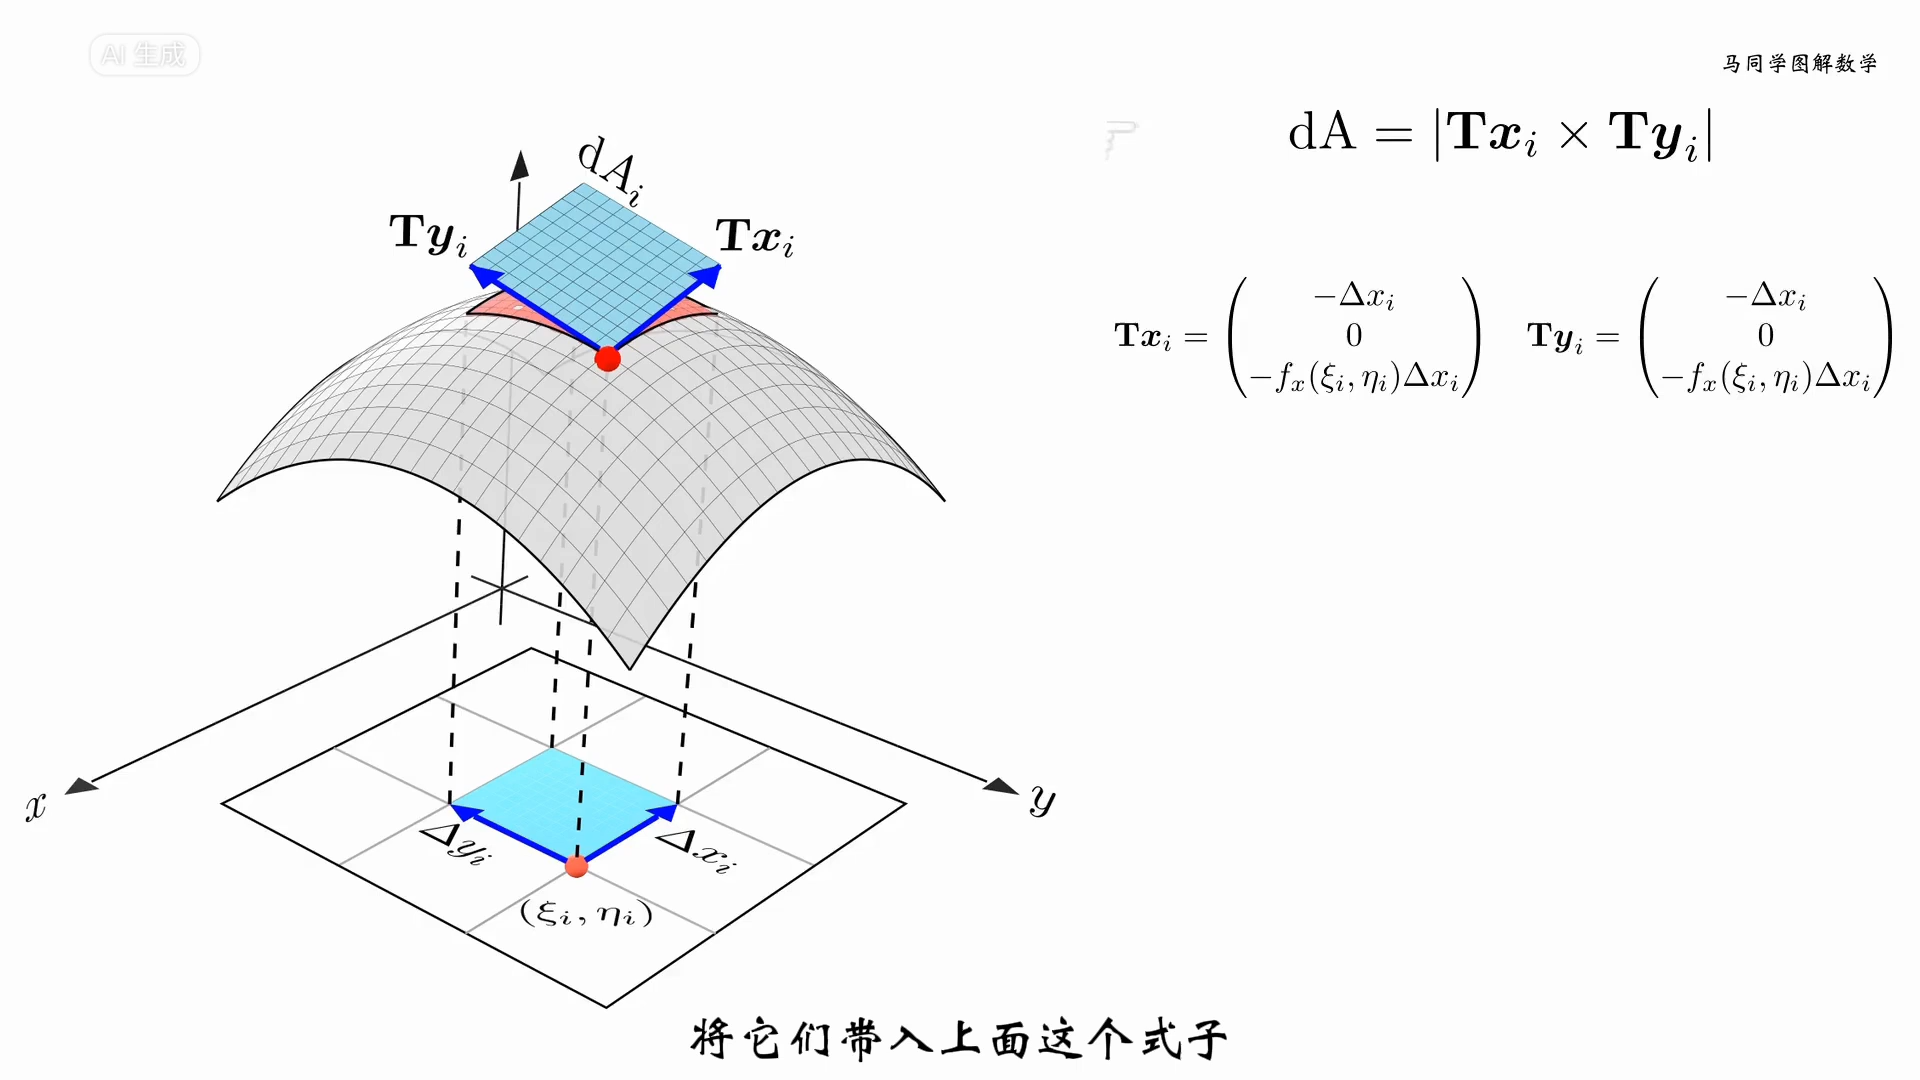 AI 生成
马同学图解数学
dA = |Tx_i × Ty_i|
dA_i
Ty_i
Tx_i
Tx_i = ( −Δx_i
0
−f_x(ξ_i, η_i)Δx_i )
Ty_i = ( −Δx_i
0
−f_x(ξ_i, η_i)Δx_i )
x
y
Δy_i
Δx_i
(ξ_i, η_i)
将它们带入上面这个式子